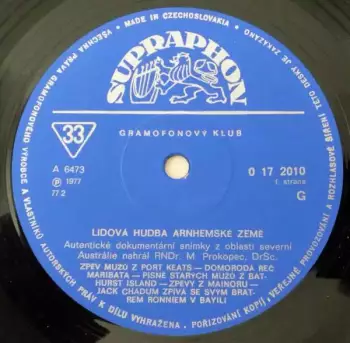 MADE IN CZECHOSLOVAKIA
SUPRAPHON
VŠECHNA PRÁVA GRAMOFONOVÉHO VÝROBCE A VLASTNÍKŮ AUTORSKÝCH PRÁV K DÍLU VYHRAZENA. POŘIZOVÁNÍ KOPIÍ, VEŘEJNÉ PROVOZOVÁNÍ A ROZHLASOVÉ ŠÍŘENÍ TÉTO DESKY JE ZAKÁZÁNO
33
GRAMOFONOVÝ KLUB
A 6473
0 17 2010
Ⓟ 1977
1. strana
77.2
G
LIDOVÁ HUDBA ARNHEMSKÉ ZEMĚ
Autentické dokumentární snímky z oblasti severní
Austrálie nahrál RNDr. M. Prokopec, DrSc.
ZPĚV MUŽŮ Z PORT KEATS — DOMORODÁ ŘEČ
MARIBATA — PÍSNĚ STARÝCH MUŽŮ Z BAT-
HURST ISLAND — ZPĚVY Z MAINORU —
JACK CHADUM ZPÍVÁ SE SVÝM BRAT-
REM RONNIEM V BAYILI